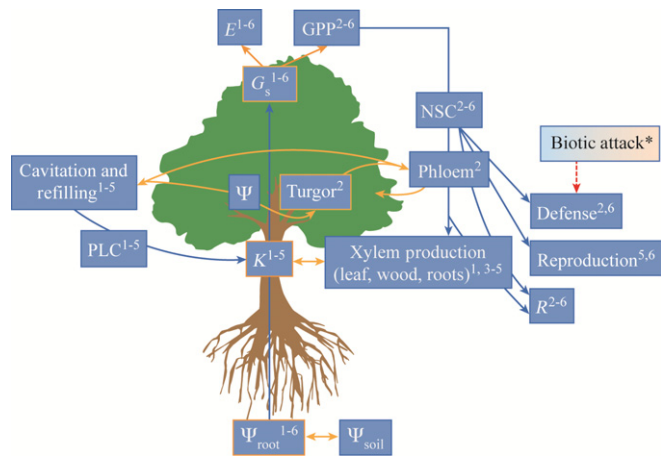 E¹⁻⁶
GPP²⁻⁶
Gₛ¹⁻⁶
NSC²⁻⁶
Biotic attack*
Cavitation and
refilling¹⁻⁵
Ψ
Turgor²
Phloem²
Defense²,⁶
PLC¹⁻⁵
K¹⁻⁵
Xylem production
(leaf, wood, roots)¹, ³⁻⁵
Reproduction⁵,⁶
R²⁻⁶
Ψroot¹⁻⁶
Ψsoil